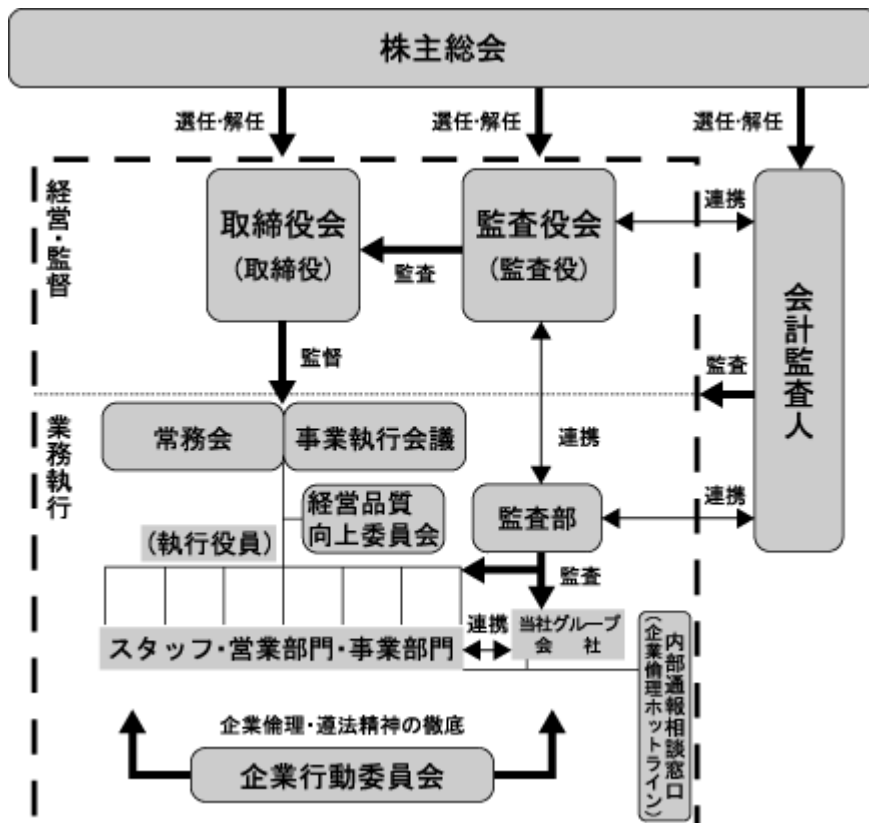 株主総会
選任・解任
選任・解任
選任・解任
経営・監督
取締役会
(取締役)
監査
監査役会
(監査役)
連携
会計監査人
監督
監査
業務執行
常務会
事業執行会議
連携
経営品質
向上委員会
監査部
連携
(執行役員)
監査
スタッフ・営業部門・事業部門
連携
当社グループ
会 社
内部通報相談窓口
(企業倫理ホットライン)
企業倫理・遵法精神の徹底
企業行動委員会